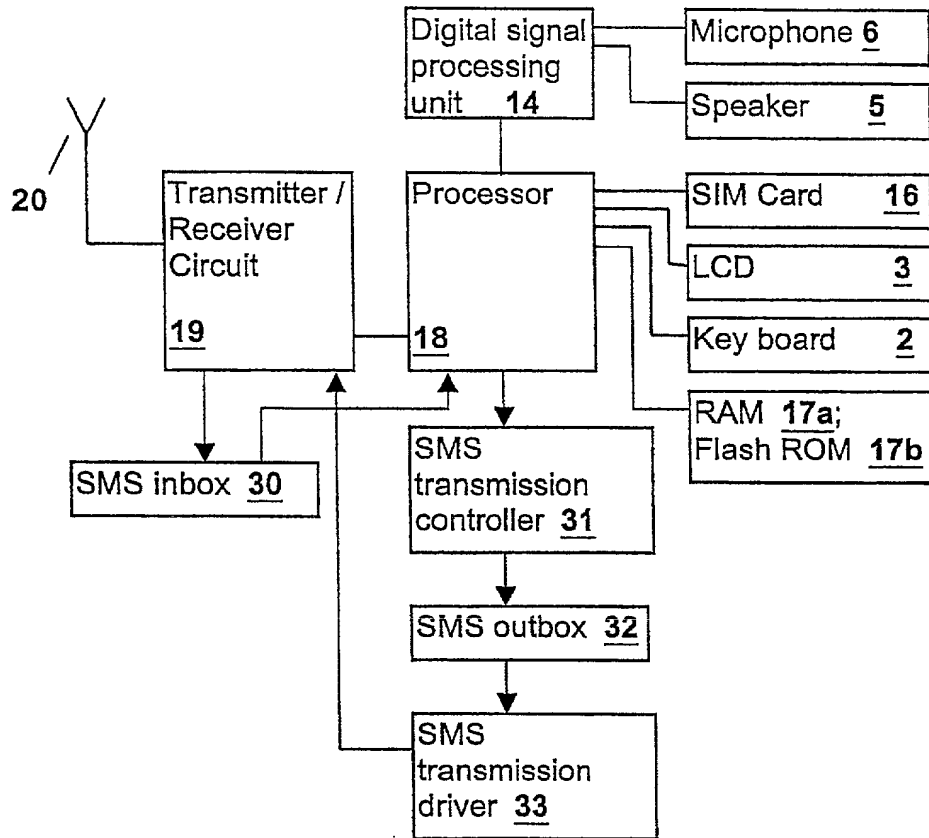 Digital signal
processing
unit 14
Microphone 6
Speaker 5
20
Transmitter /
Receiver
Circuit
19
Processor
18
SIM Card 16
LCD 3
Key board 2
RAM 17a;
Flash ROM 17b
SMS inbox 30
SMS
transmission
controller 31
SMS outbox 32
SMS
transmission
driver 33